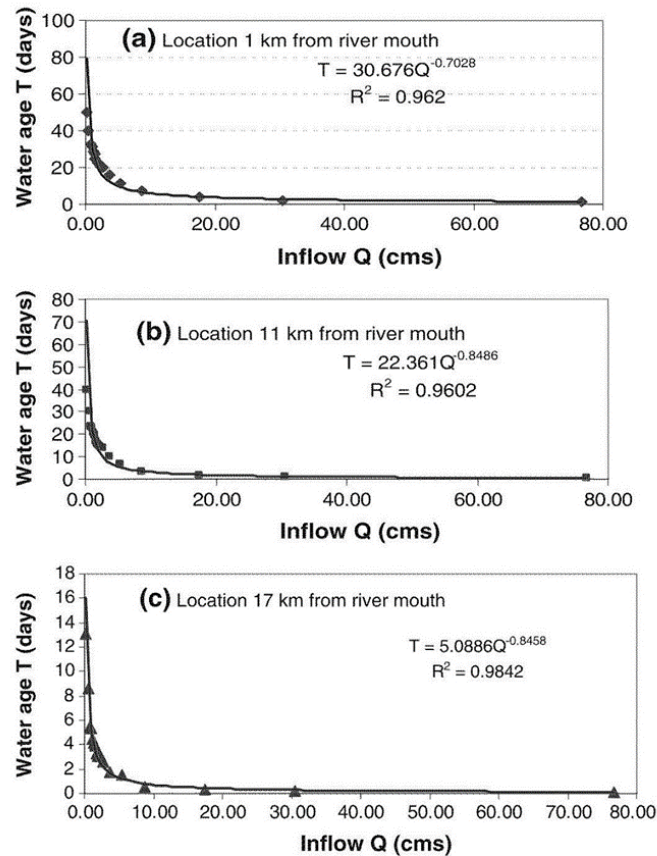 100
(a) Location 1 km from river mouth
80
T = 30.676Q^-0.7028
60
R² = 0.962
40
20
0
Water age T (days)
0.00 20.00 40.00 60.00 80.00
Inflow Q (cms)
80
70
(b) Location 11 km from river mouth
60
T = 22.361Q^-0.8486
50
R² = 0.9602
40
30
20
10
0
Water age T (days)
0.00 20.00 40.00 60.00 80.00
Inflow Q (cms)
18
16
(c) Location 17 km from river mouth
14
12
T = 5.0886Q^-0.8458
10
R² = 0.9842
8
6
4
2
0
Water age T (days)
0.00 10.00 20.00 30.00 40.00 50.00 60.00 70.00 80.00
Inflow Q (cms)